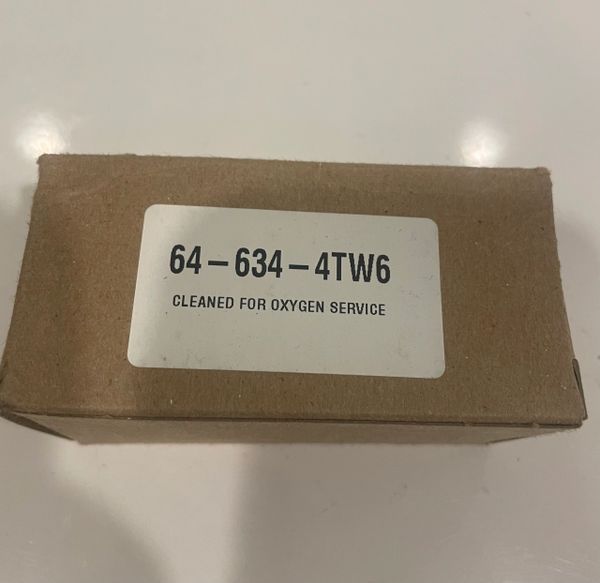 64-634-4TW6
CLEANED FOR OXYGEN SERVICE